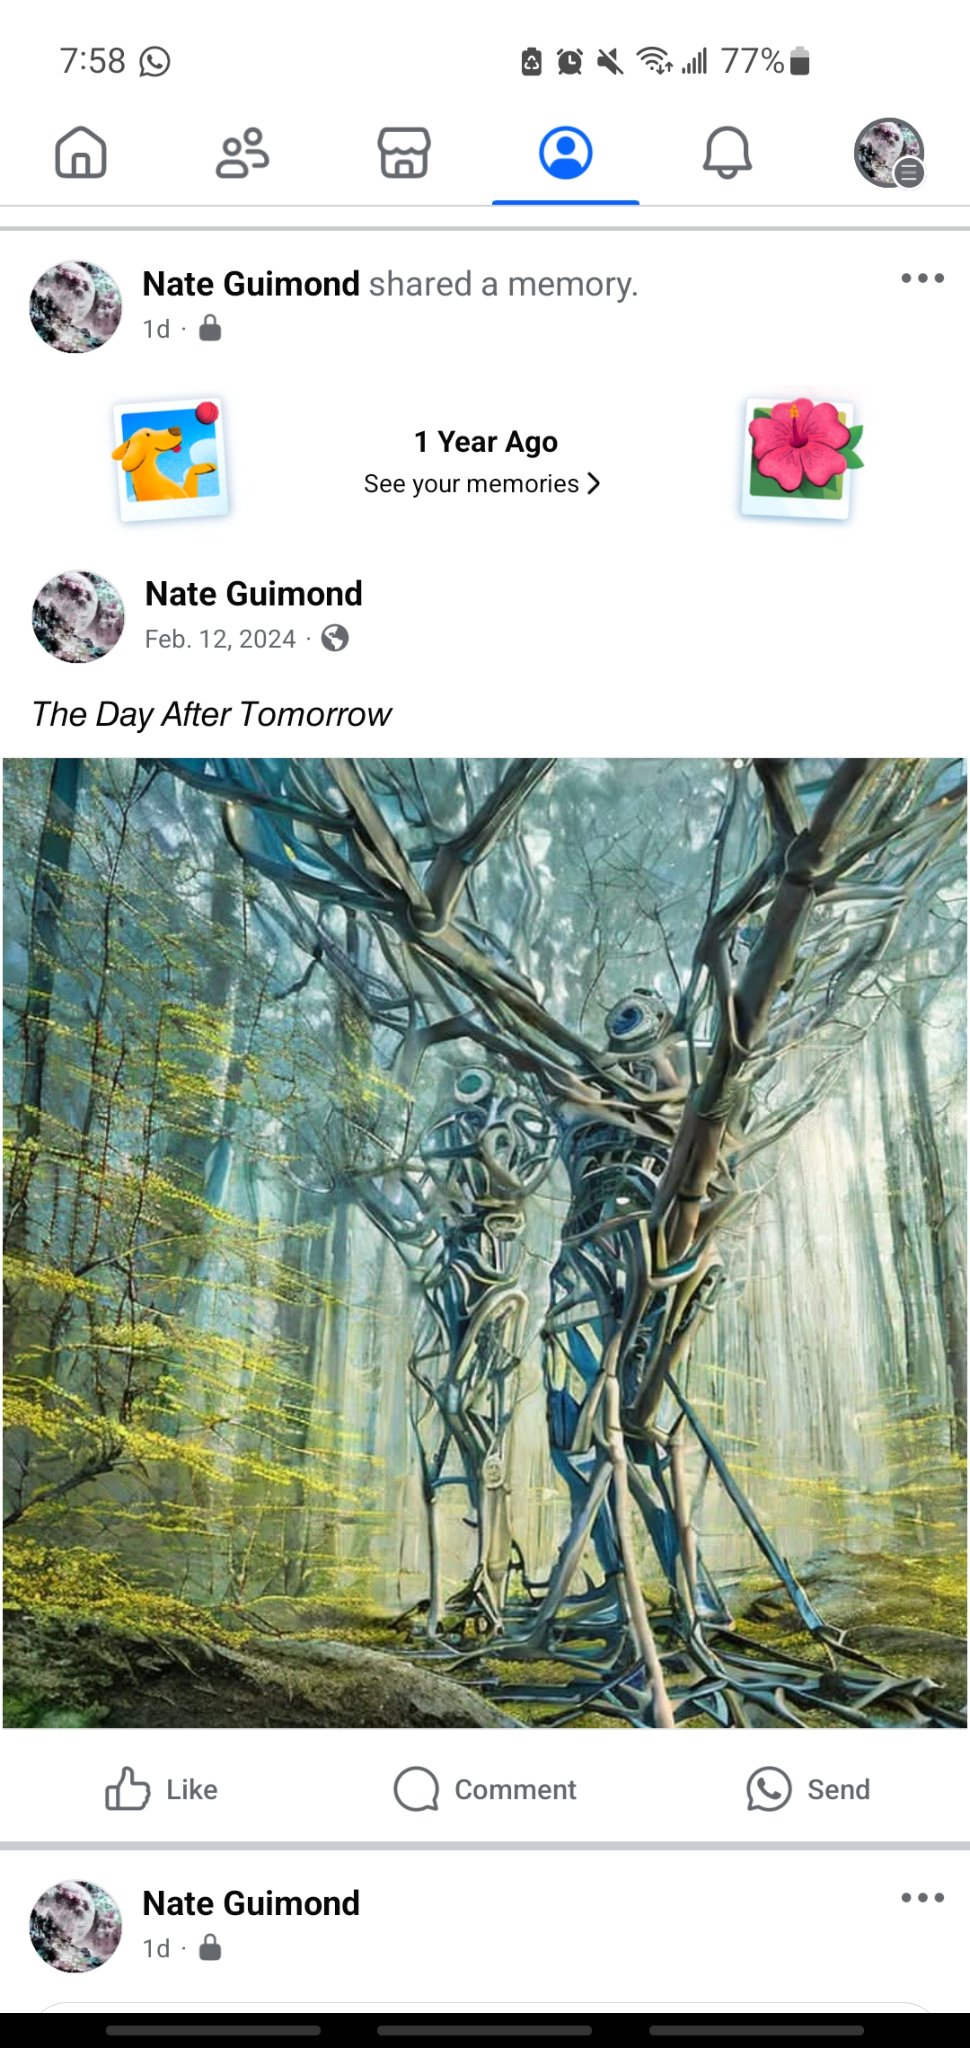 7:58
77%
Nate Guimond shared a memory.
1d ·
1 Year Ago
See your memories
Nate Guimond
Feb. 12, 2024 ·
The Day After Tomorrow
Like
Comment
Send
Nate Guimond
1d ·